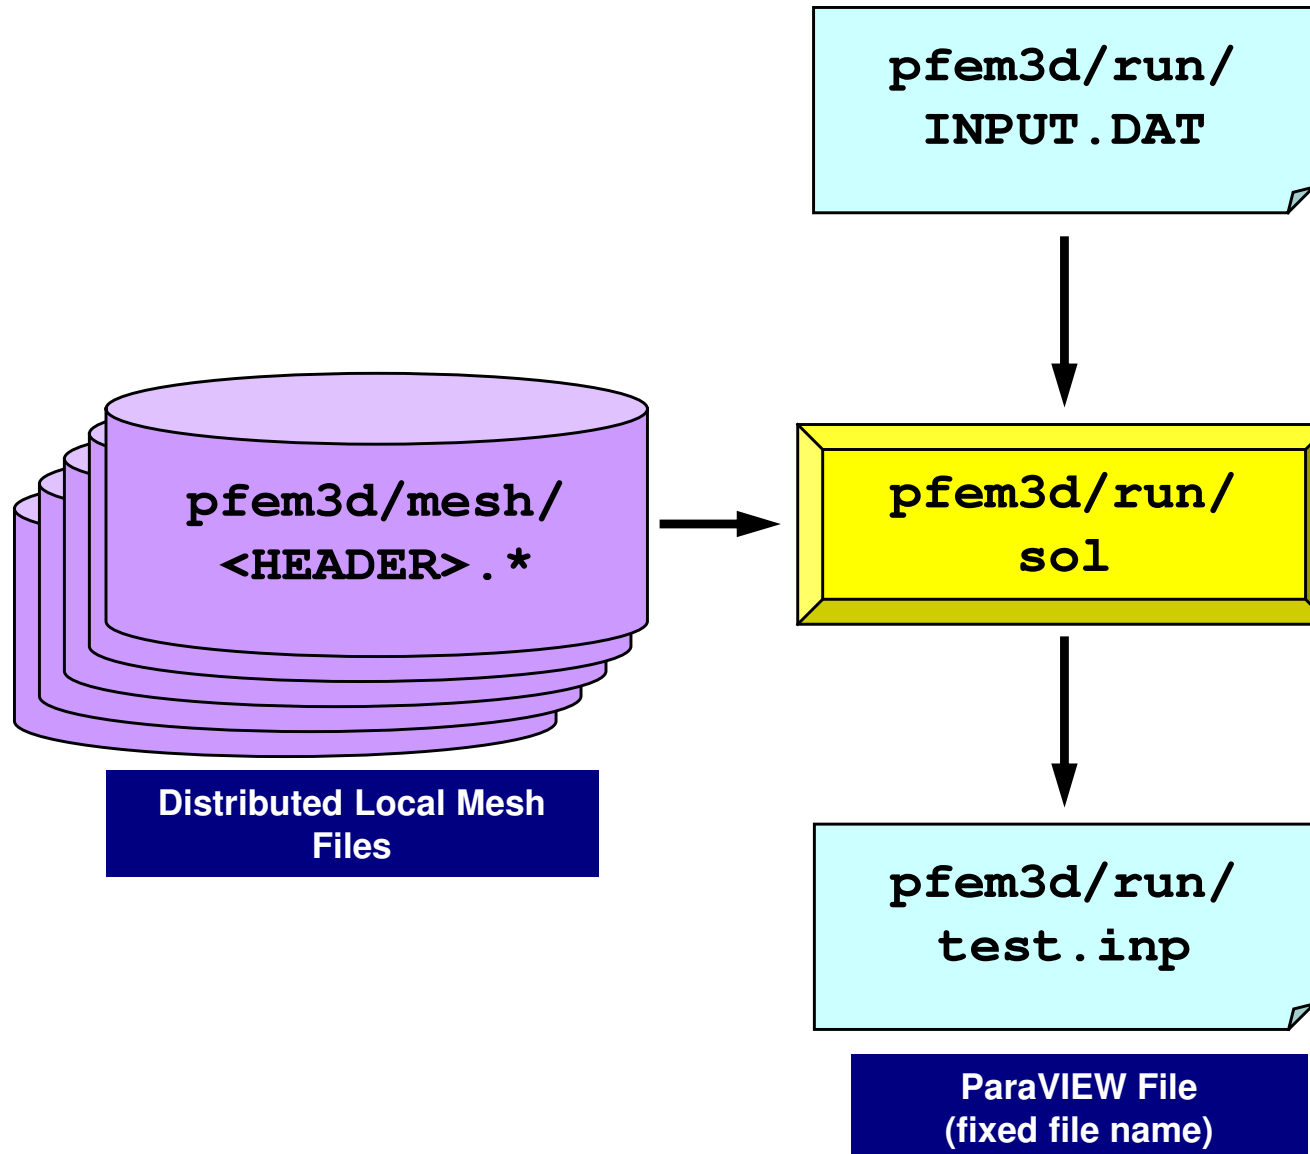 pfem3d/run/
INPUT.DAT
pfem3d/mesh/
<HEADER>.*
pfem3d/run/
sol
Distributed Local Mesh
Files
pfem3d/run/
test.inp
ParaVIEW File
(fixed file name)